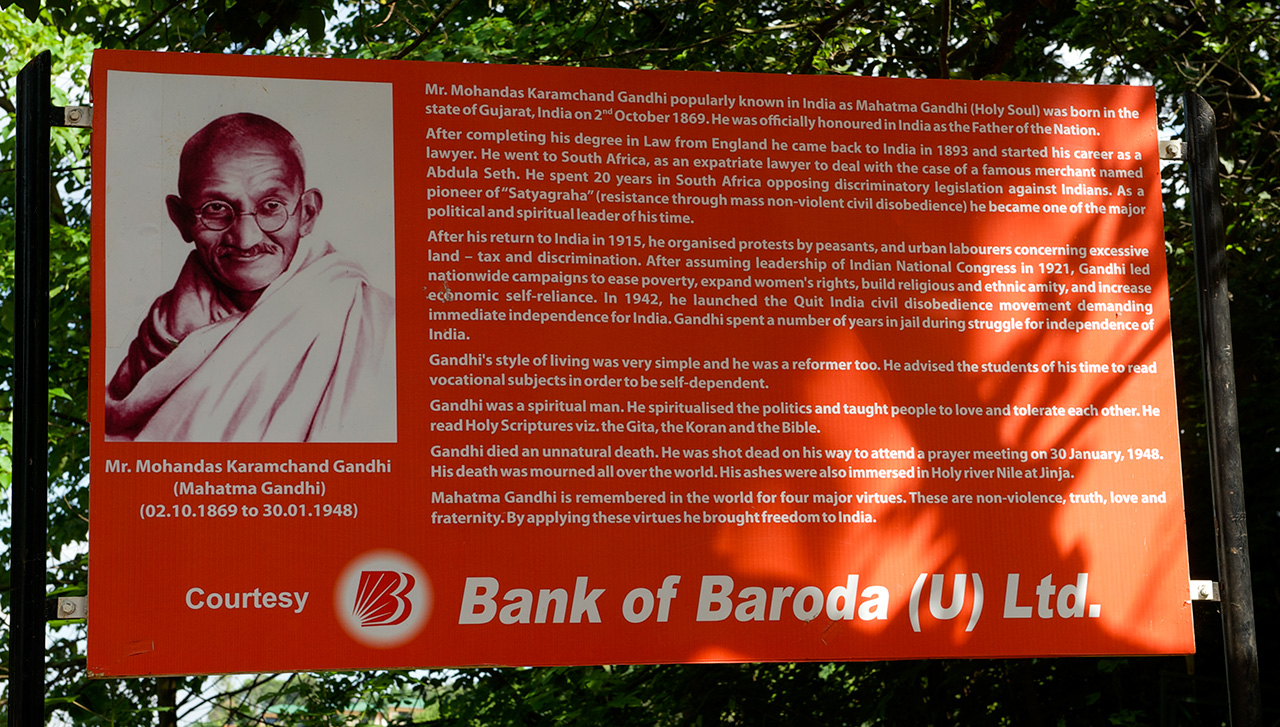 Mr. Mohandas Karamchand Gandhi
(Mahatma Gandhi)
(02.10.1869 to 30.01.1948)
Mr. Mohandas Karamchand Gandhi popularly known in India as Mahatma Gandhi (Holy Soul) was born in the
state of Gujarat, India on 2nd October 1869. He was officially honoured in India as the Father of the Nation.
After completing his degree in Law from England he came back to India in 1893 and started his career as a
lawyer. He went to South Africa, as an expatriate lawyer to deal with the case of a famous merchant named
Abdula Seth. He spent 20 years in South Africa opposing discriminatory legislation against Indians. As a
pioneer of "Satyagraha" (resistance through mass non-violent civil disobedience) he became one of the major
political and spiritual leader of his time.
After his return to India in 1915, he organised protests by peasants, and urban labourers concerning excessive
land – tax and discrimination. After assuming leadership of Indian National Congress in 1921, Gandhi led
nationwide campaigns to ease poverty, expand women's rights, build religious and ethnic amity, and increase
economic self-reliance. In 1942, he launched the Quit India civil disobedience movement demanding
immediate independence for India. Gandhi spent a number of years in jail during struggle for independence of
India.
Gandhi's style of living was very simple and he was a reformer too. He advised the students of his time to read
vocational subjects in order to be self-dependent.
Gandhi was a spiritual man. He spiritualised the politics and taught people to love and tolerate each other. He
read Holy Scriptures viz. the Gita, the Koran and the Bible.
Gandhi died an unnatural death. He was shot dead on his way to attend a prayer meeting on 30 January, 1948.
His death was mourned all over the world. His ashes were also immersed in Holy river Nile at Jinja.
Mahatma Gandhi is remembered in the world for four major virtues. These are non-violence, truth, love and
fraternity. By applying these virtues he brought freedom to India.
Courtesy Bank of Baroda (U) Ltd.